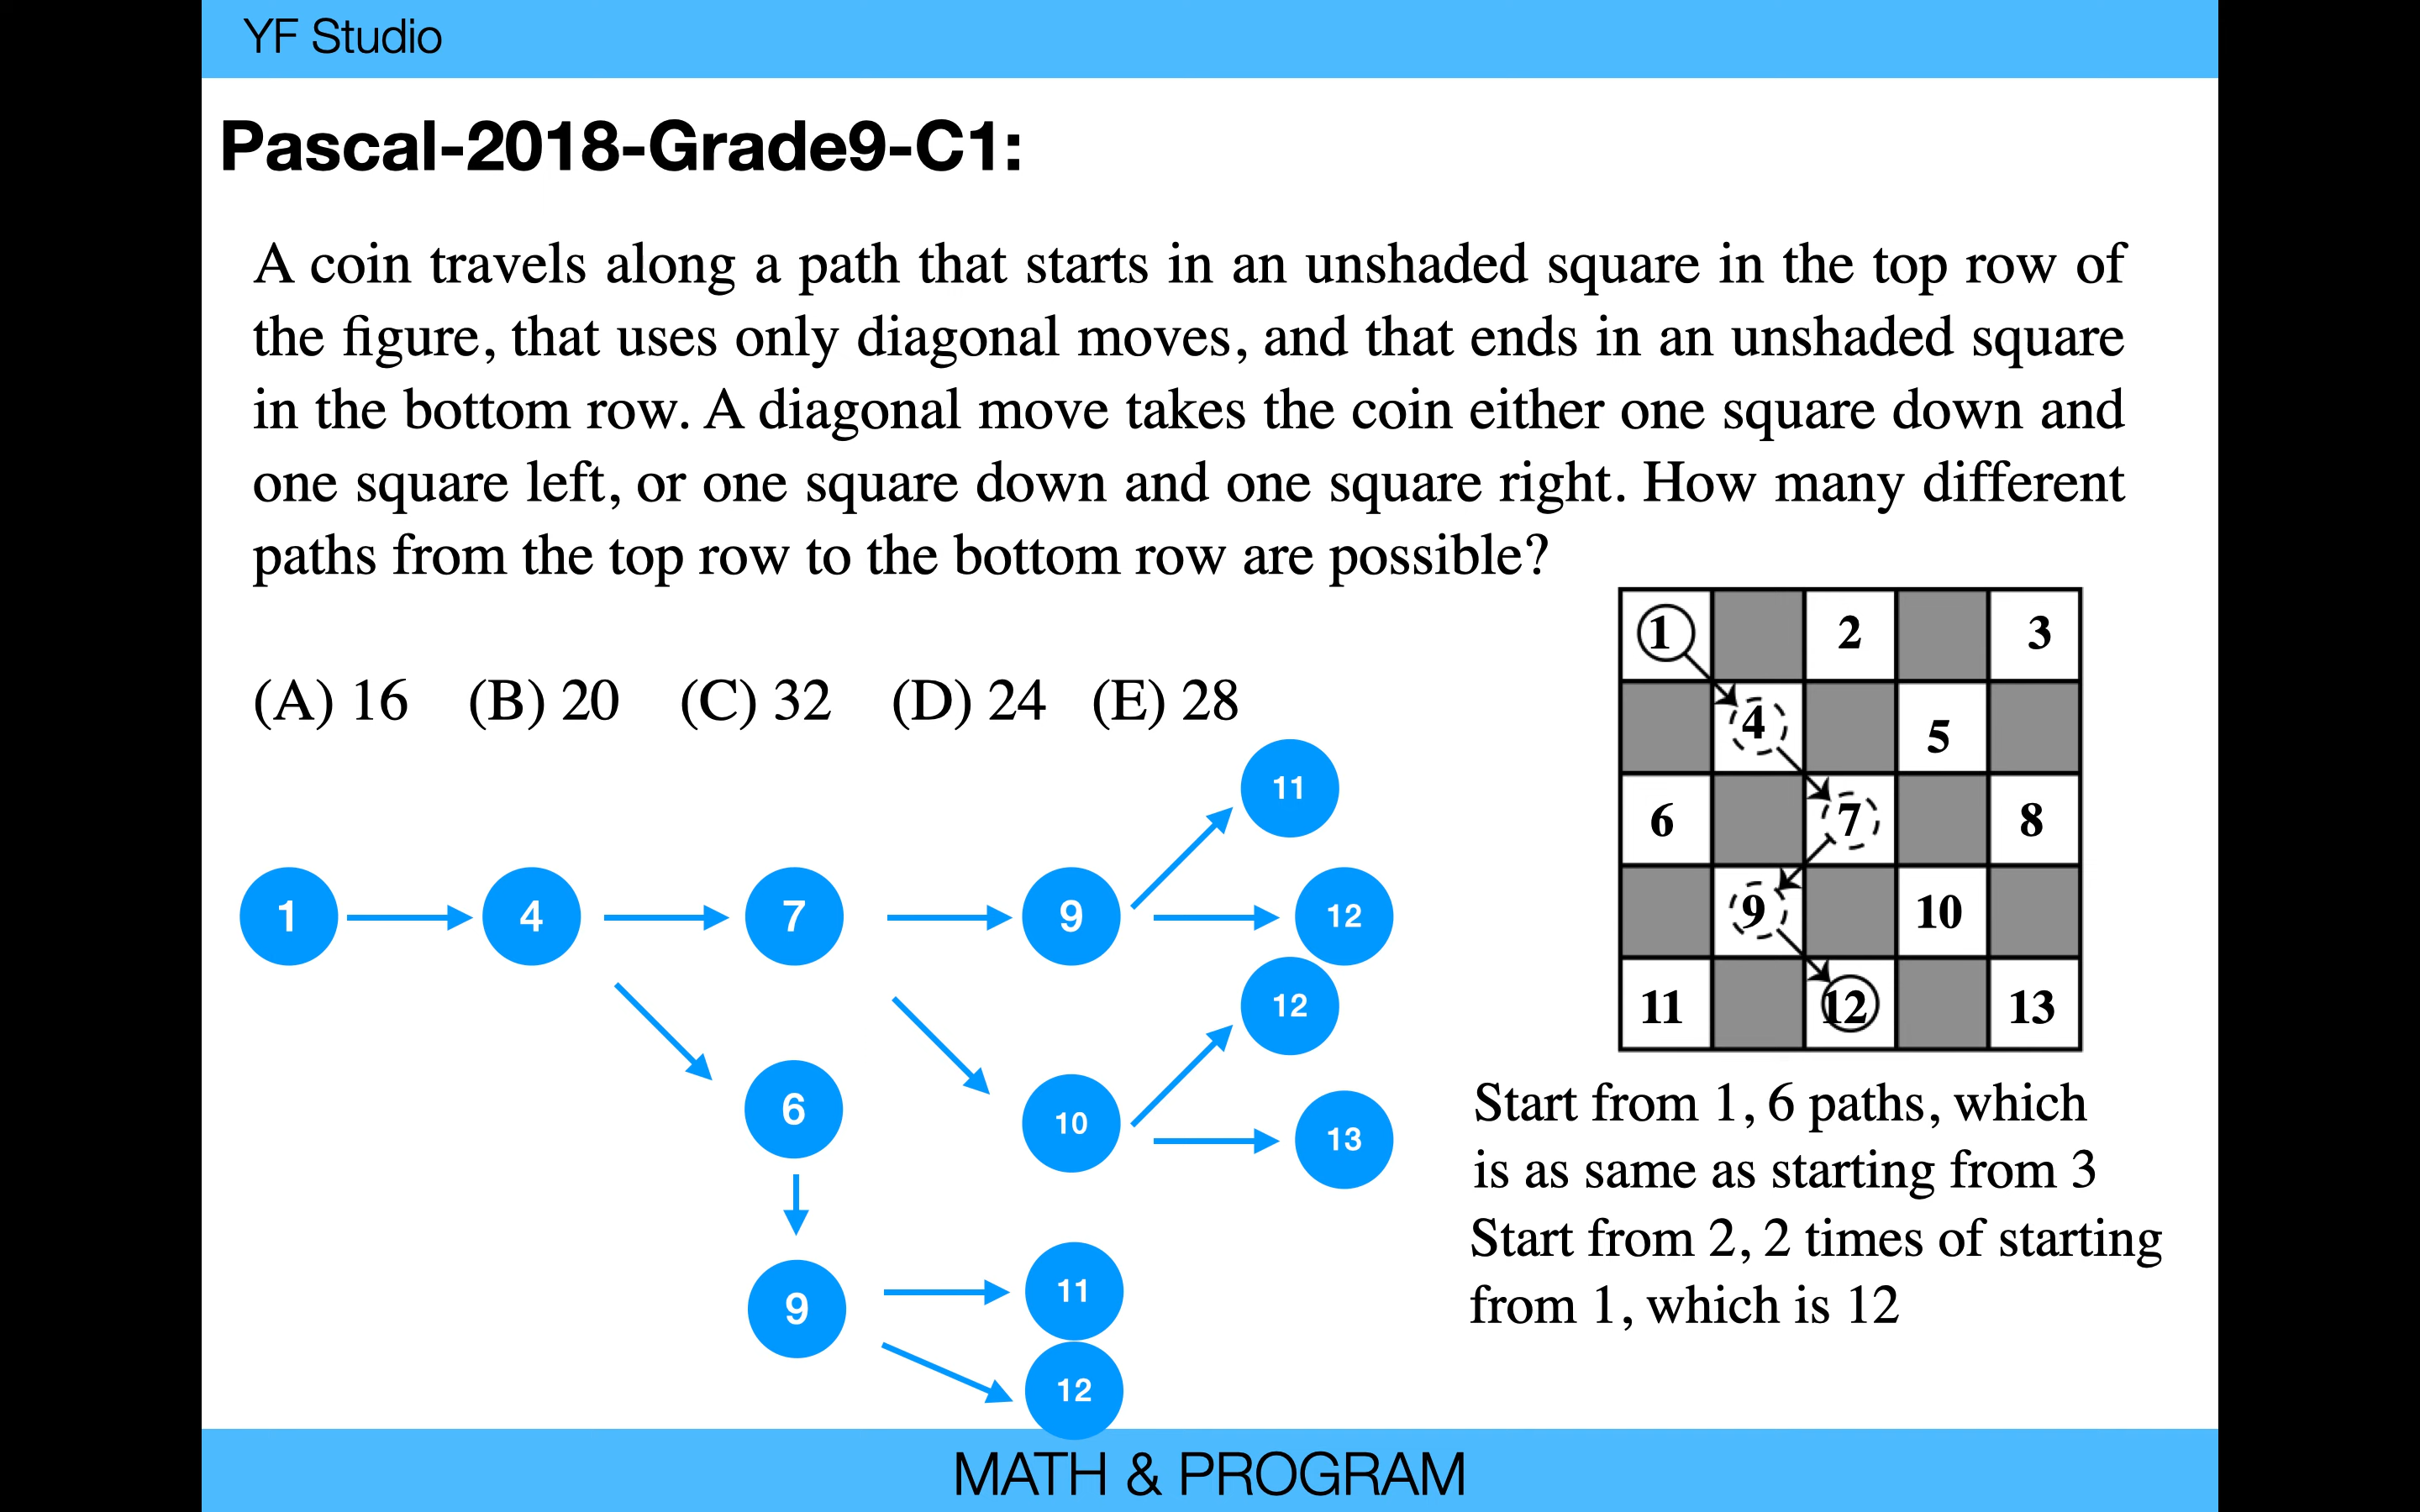 YF Studio
Pascal-2018-Grade9-C1:
A coin travels along a path that starts in an unshaded square in the top row of
the figure, that uses only diagonal moves, and that ends in an unshaded square
in the bottom row. A diagonal move takes the coin either one square down and
one square left, or one square down and one square right. How many different
paths from the top row to the bottom row are possible?
(A) 16 (B) 20 (C) 32 (D) 24 (E) 28
1 2 3
4 5
6 7 8
9 10
11 12 13
11
1 4 7 9 12
12
6 10 13
9 11
12
Start from 1, 6 paths, which
is as same as starting from 3
Start from 2, 2 times of starting
from 1, which is 12
MATH & PROGRAM